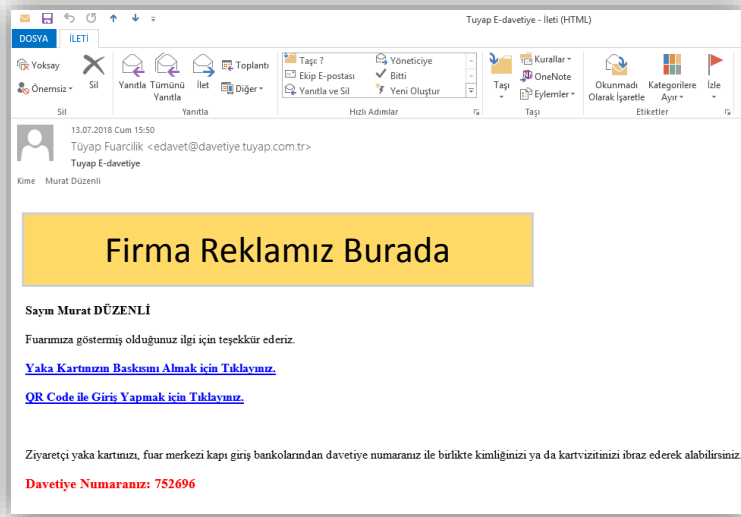 Tuyap E-davetiye - İleti (HTML)
DOSYA İLETİ
Yoksay
Önemsiz
Sil
Yanıtla Tümünü Yanıtla İlet
Toplantı
Diğer
Taşı: ?
Ekip E-postası
Yanıtla ve Sil
Yöneticiye
Bitti
Yeni Oluştur
Taşı
Kurallar
OneNote
Eylemler
Okunmadı Olarak İşaretle
Kategorilere Ayır
İzle
Sil Yanıtla Hızlı Adımlar Taşı Etiketler
13.07.2018 Cum 15:50
Tüyap Fuarcilik <edavet@davetiye.tuyap.com.tr>
Tuyap E-davetiye
Kime Murat Düzenli
Firma Reklamız Burada
Sayın Murat DÜZENLİ
Fuarımıza göstermiş olduğunuz ilgi için teşekkür ederiz.
Yaka Kartınızın Baskısını Almak için Tıklayınız.
QR Code ile Giriş Yapmak için Tıklayınız.
Ziyaretçi yaka kartınızı, fuar merkezi kapı giriş bankolarından davetiye numaranız ile birlikte kimliğinizi ya da kartvizitinizi ibraz ederek alabilirsiniz.
Davetiye Numaranız: 752696